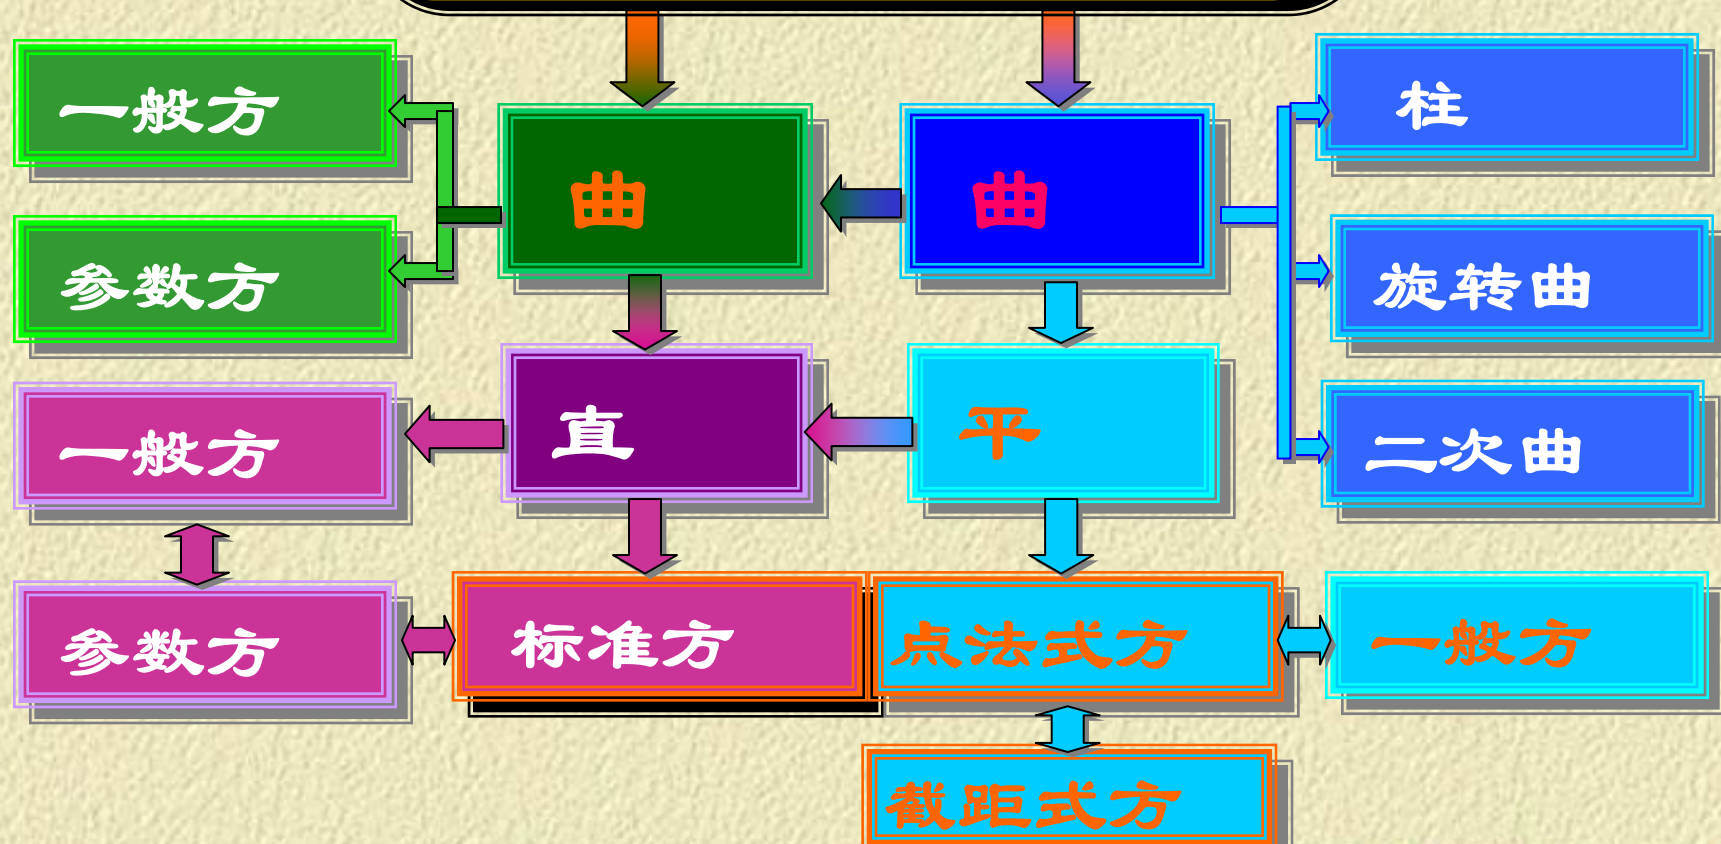 一般方
曲
曲
柱
参数方
旋转曲
一般方
直
平
二次曲
参数方
标准方
点法式方
一般方
截距式方